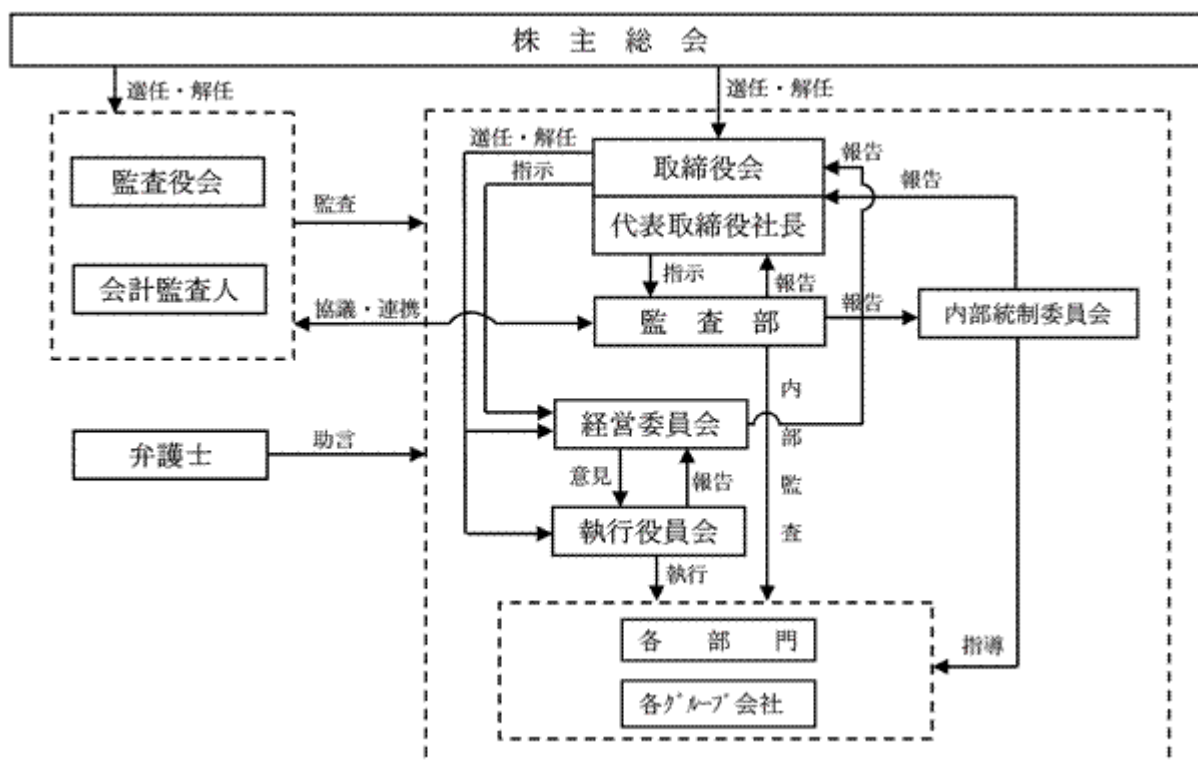 株主総会
選任・解任
選任・解任
選任・解任
取締役会
報告
監査役会
指示
報告
監査
代表取締役社長
会計監査人
指示
報告
協議・連携
監査部
報告
内部統制委員会
内部監査
経営委員会
弁護士
助言
意見
報告
執行役員会
執行
各部門
指導
各グループ会社